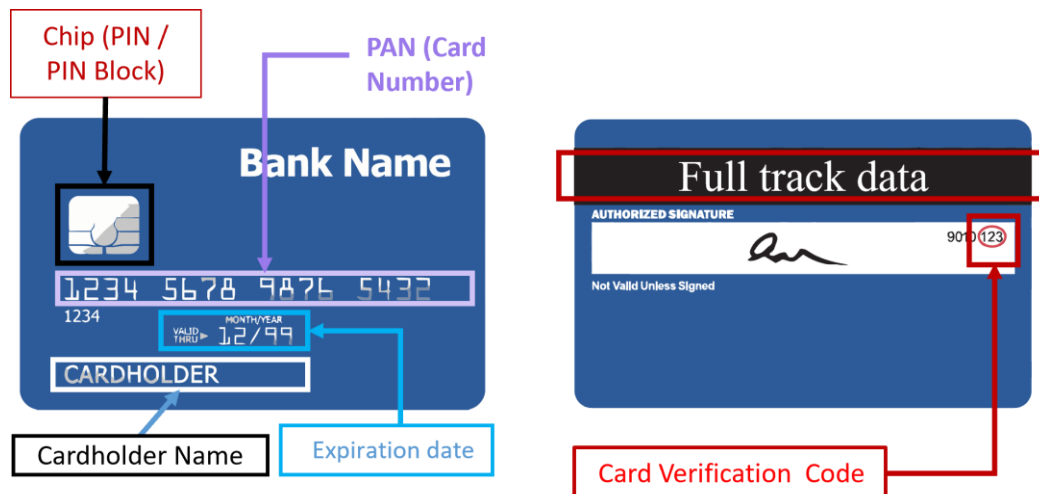 Chip (PIN /
PIN Block)
PAN (Card
Number)
Bank Name
1234 5678 9876 5432
1234
MONTH/YEAR
VALID
THRU
12/99
CARDHOLDER
Cardholder Name
Expiration date
Full track data
AUTHORIZED SIGNATURE
9010 123
Not Valid Unless Signed
Card Verification Code